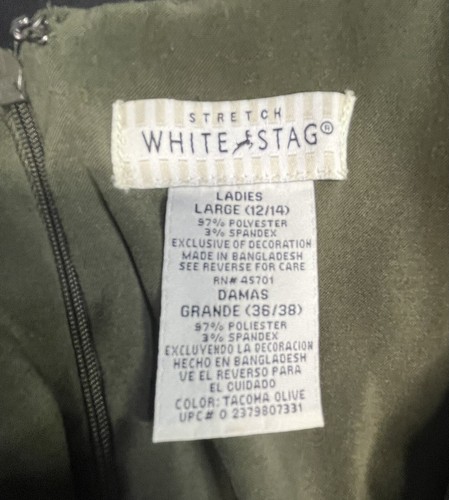 STRETCH
WHITE STAG®
LADIES
LARGE (12/14)
97% POLYESTER
3% SPANDEX
EXCLUSIVE OF DECORATION
MADE IN BANGLADESH
SEE REVERSE FOR CARE
RN# 45701
DAMAS
GRANDE (36/38)
97% POLIESTER
3% SPANDEX
EXCLUYENDO LA DECORACION
HECHO EN BANGLADESH
VE EL REVERSO PARA
EL CUIDADO
COLOR: TACOMA OLIVE
UPC# 0 2379807331